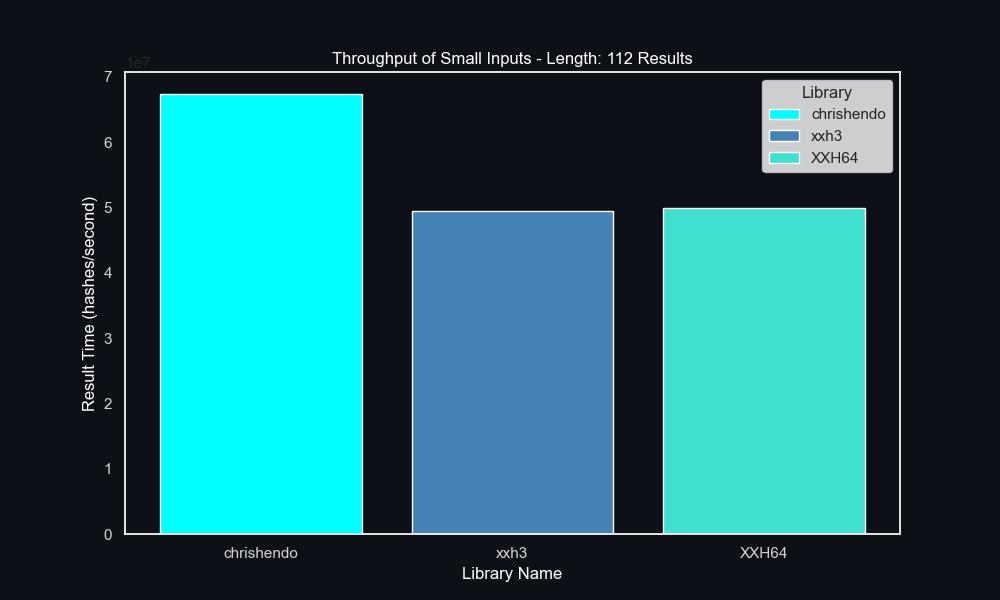 Throughput of Small Inputs - Length: 112 Results
1e7
7
6
5
4
3
2
1
0
Result Time (hashes/second)
Library
chrishendo
xxh3
XXH64
chrishendo
xxh3
XXH64
Library Name